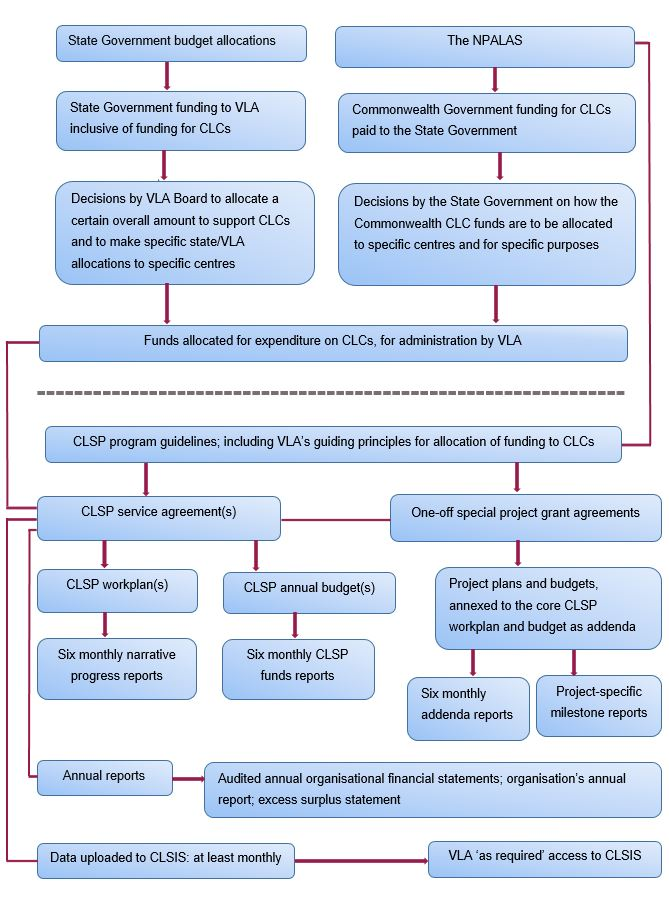 State Government budget allocations
The NPALAS
State Government funding to VLA
inclusive of funding for CLCs
Commonwealth Government funding for CLCs
paid to the State Government
Decisions by VLA Board to allocate a
certain overall amount to support CLCs
and to make specific state/VLA
allocations to specific centres
Decisions by the State Government on how the
Commonwealth CLC funds are to be allocated
to specific centres and for specific purposes
Funds allocated for expenditure on CLCs, for administration by VLA
CLSP program guidelines; including VLA's guiding principles for allocation of funding to CLCs
CLSP service agreement(s)
One-off special project grant agreements
CLSP workplan(s)
CLSP annual budget(s)
Project plans and budgets,
annexed to the core CLSP
workplan and budget as addenda
Six monthly narrative
progress reports
Six monthly CLSP
funds reports
Six monthly
addenda reports
Project-specific
milestone reports
Annual reports
Audited annual organisational financial statements; organisation's annual
report; excess surplus statement
Data uploaded to CLSIS: at least monthly
VLA ‘as required’ access to CLSIS